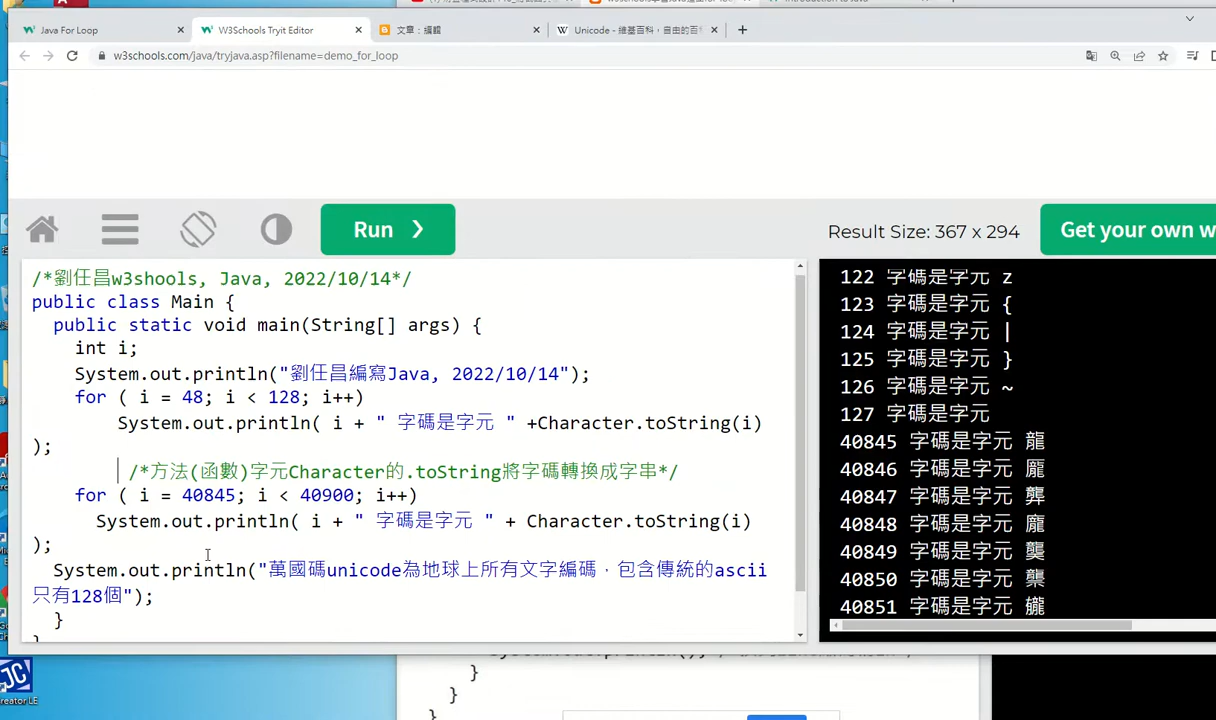 Java For Loop
W3Schools Tryit Editor
文章：編輯
Unicode - 維基百科，自由的百
w3schools.com/java/tryjava.asp?filename=demo_for_loop
Run ❯
Result Size: 367 x 294
Get your own w
/*劉任昌w3shools, Java, 2022/10/14*/
public class Main {
public static void main(String[] args) {
int i;
System.out.println("劉任昌編寫Java, 2022/10/14");
for ( i = 48; i < 128; i++)
System.out.println( i + " 字碼是字元 " +Character.toString(i)
);
/*方法(函數)字元Character的.toString將字碼轉換成字串*/
for ( i = 40845; i < 40900; i++)
System.out.println( i + " 字碼是字元 " + Character.toString(i)
);
System.out.println("萬國碼unicode為地球上所有文字編碼，包含傳統的ascii
只有128個");
}
122 字碼是字元 z
123 字碼是字元 {
124 字碼是字元 |
125 字碼是字元 }
126 字碼是字元 ~
127 字碼是字元
40845 字碼是字元 龍
40846 字碼是字元 龎
40847 字碼是字元 龏
40848 字碼是字元 龐
40849 字碼是字元 龑
40850 字碼是字元 龒
40851 字碼是字元 龓
}
}
reator LE